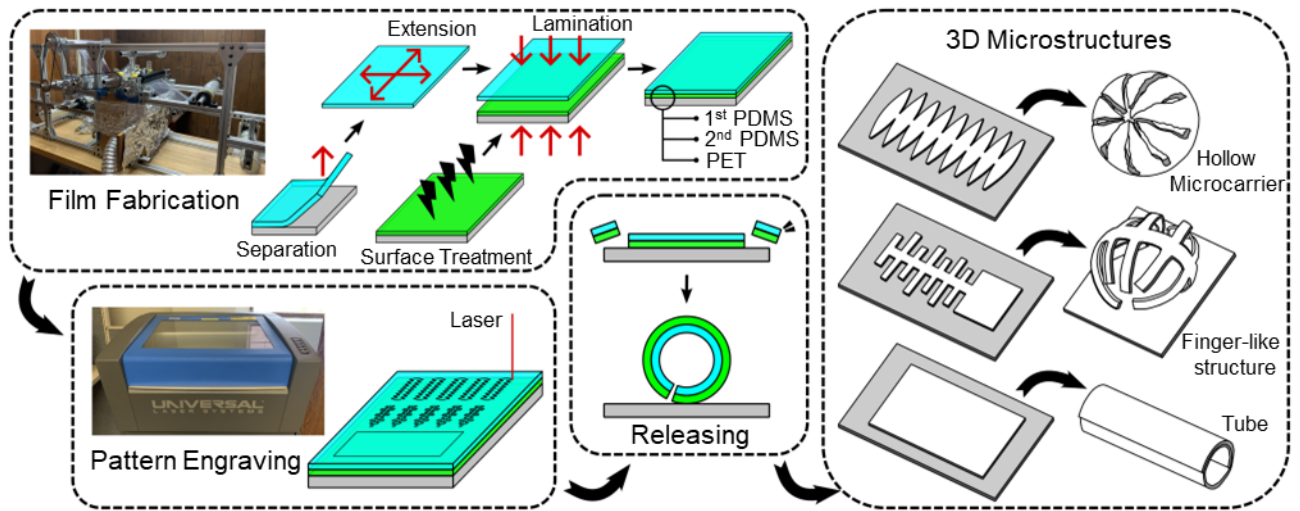 Film Fabrication
Separation
Extension
Surface Treatment
Lamination
1st PDMS
2nd PDMS
PET
Pattern Engraving
UNIVERSAL
LASER SYSTEMS
Laser
Releasing
3D Microstructures
Hollow
Microcarrier
Finger-like
structure
Tube